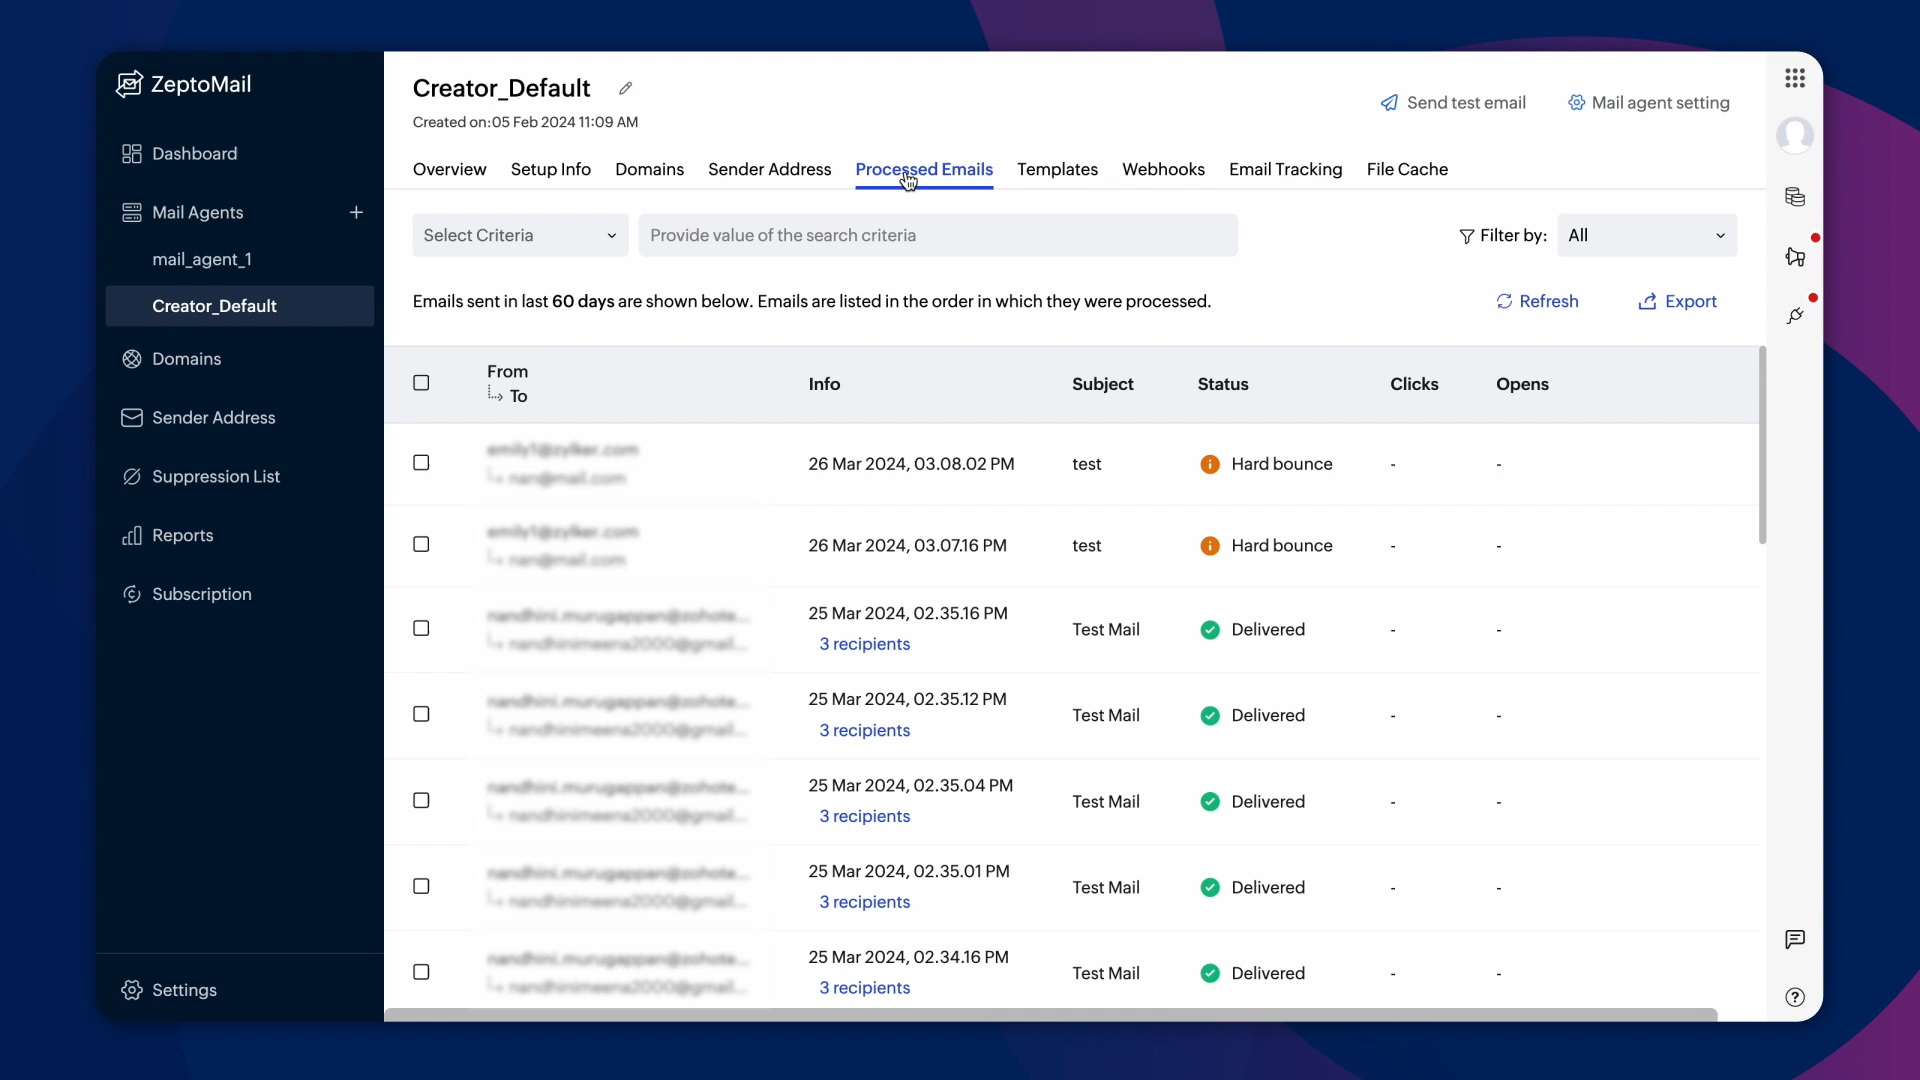 ZeptoMail
Dashboard
Mail Agents
mail_agent_1
Creator_Default
Domains
Sender Address
Suppression List
Reports
Subscription
Settings
Creator_Default
Created on:05 Feb 2024 11:09 AM
Send test email
Mail agent setting
Overview Setup Info Domains Sender Address Processed Emails Templates Webhooks Email Tracking File Cache
Select Criteria Provide value of the search criteria Filter by: All
Emails sent in last 60 days are shown below. Emails are listed in the order in which they were processed. Refresh Export
From
To
Info Subject Status Clicks Opens
26 Mar 2024, 03.08.02 PM test Hard bounce - -
26 Mar 2024, 03.07.16 PM test Hard bounce - -
25 Mar 2024, 02.35.16 PM
3 recipients
Test Mail Delivered - -
25 Mar 2024, 02.35.12 PM
3 recipients
Test Mail Delivered - -
25 Mar 2024, 02.35.04 PM
3 recipients
Test Mail Delivered - -
25 Mar 2024, 02.35.01 PM
3 recipients
Test Mail Delivered - -
25 Mar 2024, 02.34.16 PM
3 recipients
Test Mail Delivered - -